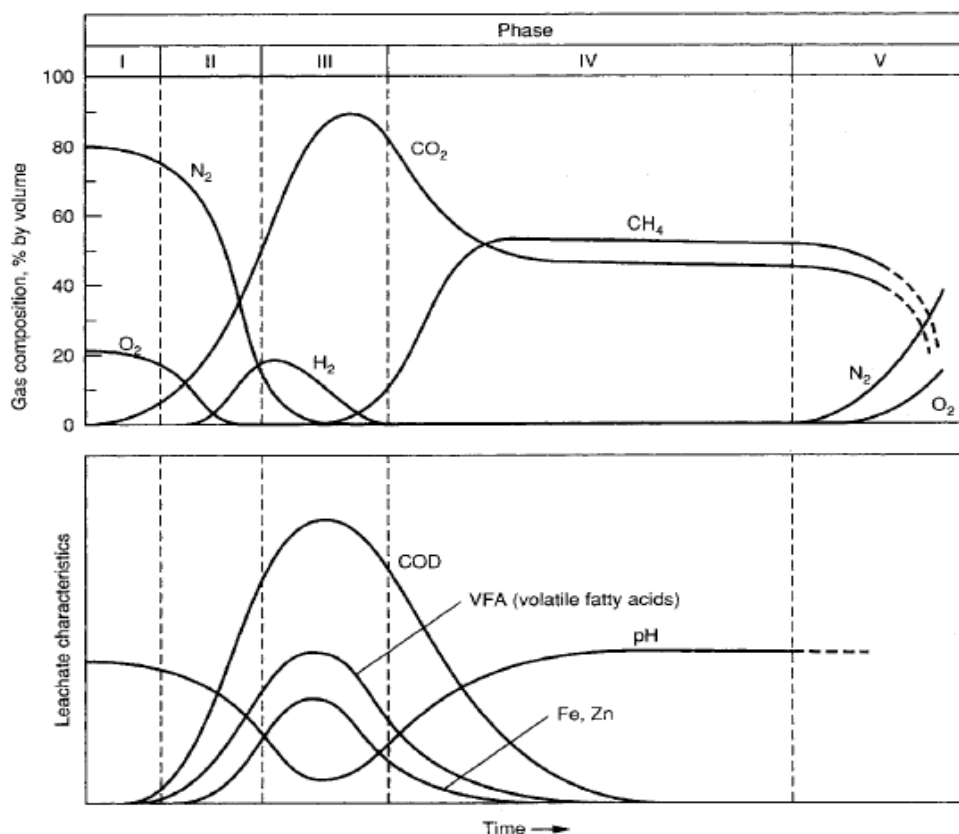 Phase
I II III IV V
100
80
60
40
20
0
Gas composition, % by volume
N₂
O₂
H₂
CO₂
CH₄
N₂
O₂
Leachate characteristics
COD
VFA (volatile fatty acids)
pH
Fe, Zn
Time